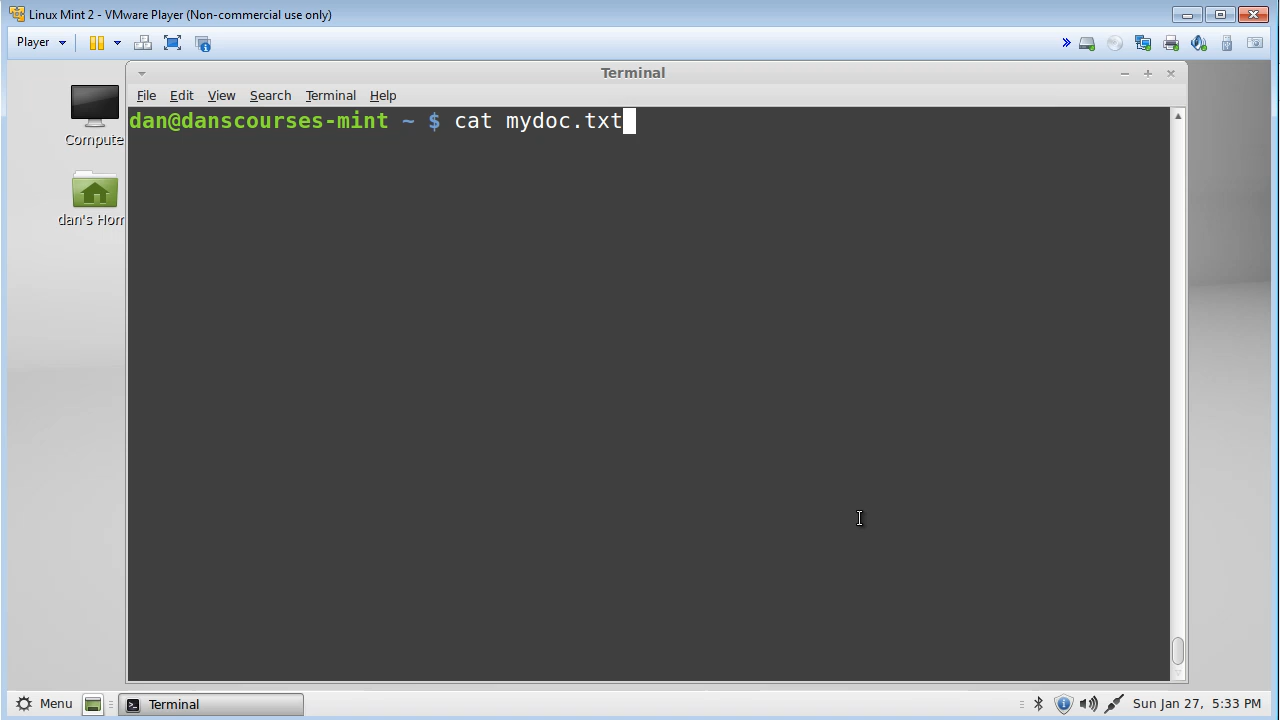 Linux Mint 2 - VMware Player (Non-commercial use only)
Player
Terminal
File Edit View Search Terminal Help
dan@danscourses-mint ~ $ cat mydoc.txt
Compute
dan's Hom
Menu
Terminal
Sun Jan 27, 5:33 PM